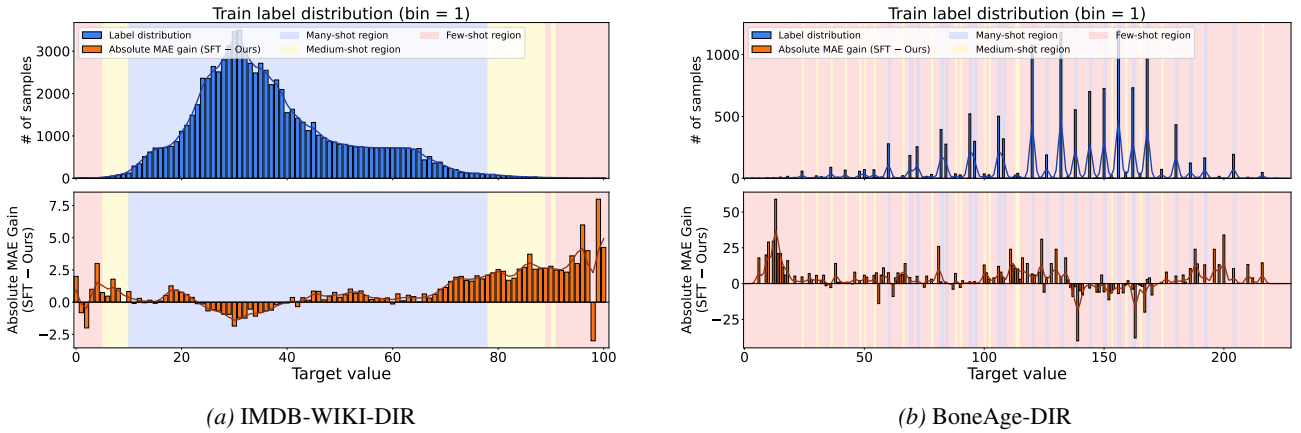 Train label distribution (bin = 1)
Label distribution
Absolute MAE gain (SFT − Ours)
Many-shot region
Medium-shot region
Few-shot region
# of samples
3000
2000
1000
0
Absolute MAE Gain
(SFT − Ours)
7.5
5.0
2.5
0.0
−2.5
0 20 40 60 80 100
Target value
(a) IMDB-WIKI-DIR
Train label distribution (bin = 1)
Label distribution
Absolute MAE gain (SFT − Ours)
Many-shot region
Medium-shot region
Few-shot region
# of samples
1000
500
0
Absolute MAE Gain
(SFT − Ours)
50
25
0
−25
0 50 100 150 200
Target value
(b) BoneAge-DIR